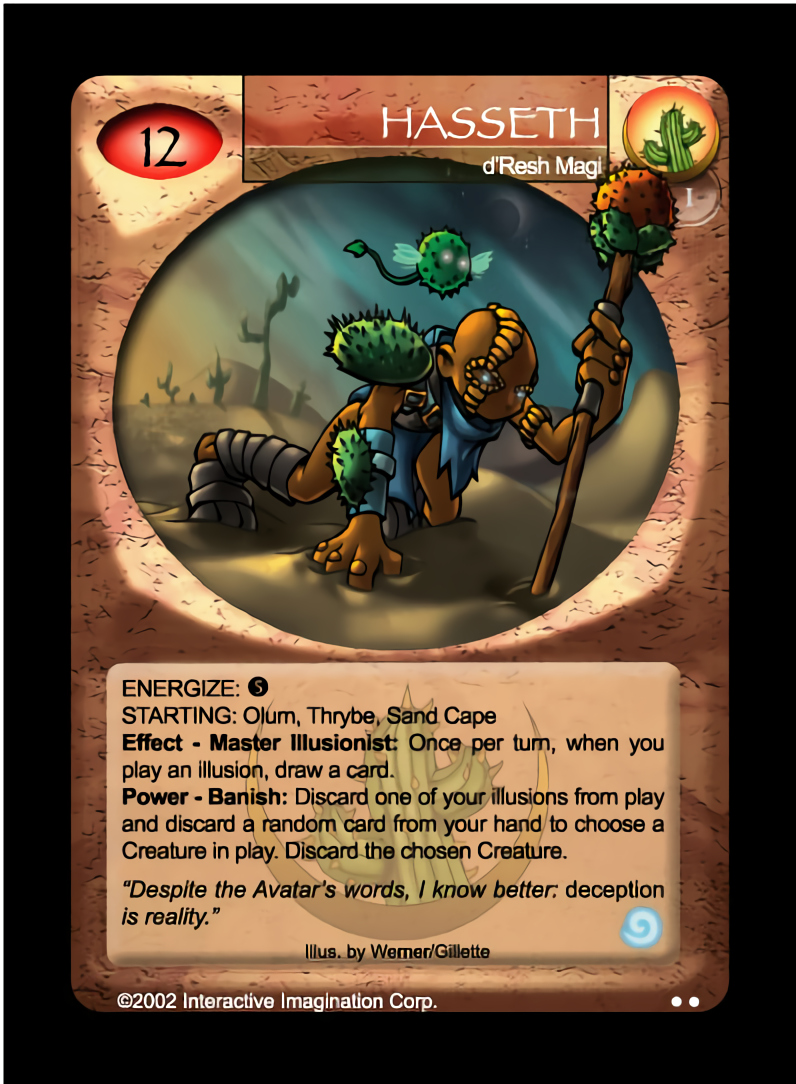 12
HASSETH
d'Resh Magi
I
ENERGIZE: 5
STARTING: Olum, Thrybe, Sand Cape
Effect - Master Illusionist: Once per turn, when you
play an illusion, draw a card.
Power - Banish: Discard one of your illusions from play
and discard a random card from your hand to choose a
Creature in play. Discard the chosen Creature.
"Despite the Avatar's words, I know better: deception
is reality."
Illus. by Werner/Gillette
©2002 Interactive Imagination Corp.